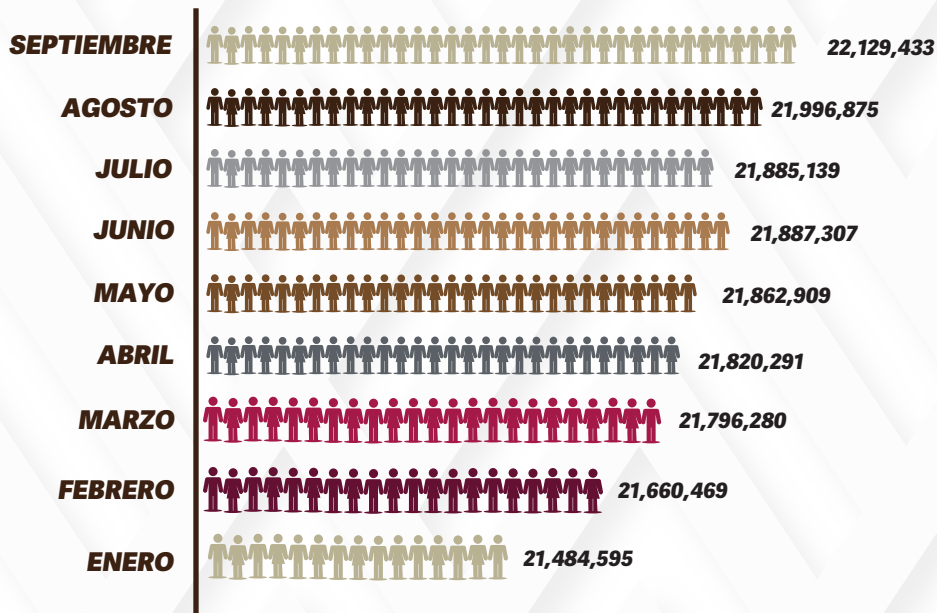 SEPTIEMBRE 22,129,433
AGOSTO 21,996,875
JULIO 21,885,139
JUNIO 21,887,307
MAYO 21,862,909
ABRIL 21,820,291
MARZO 21,796,280
FEBRERO 21,660,469
ENERO 21,484,595